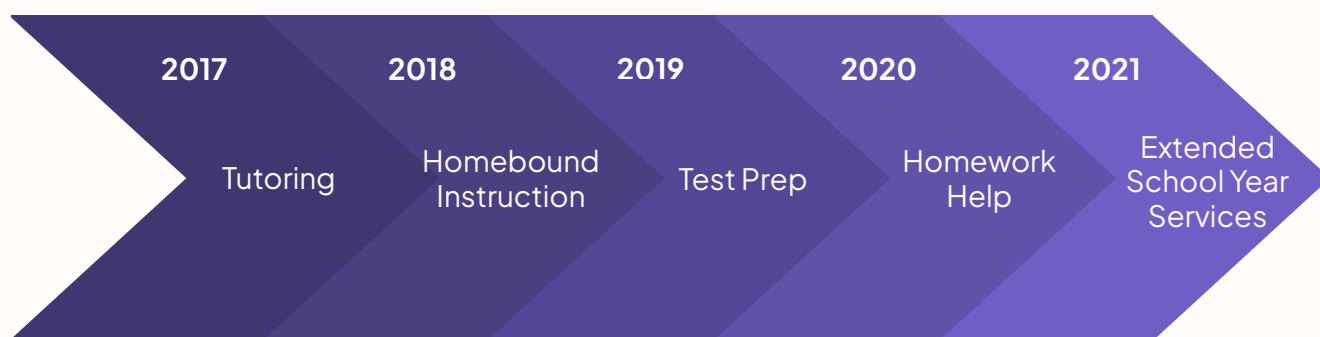 2017
Tutoring
2018
Homebound
Instruction
2019
Test Prep
2020
Homework
Help
2021
Extended
School Year
Services